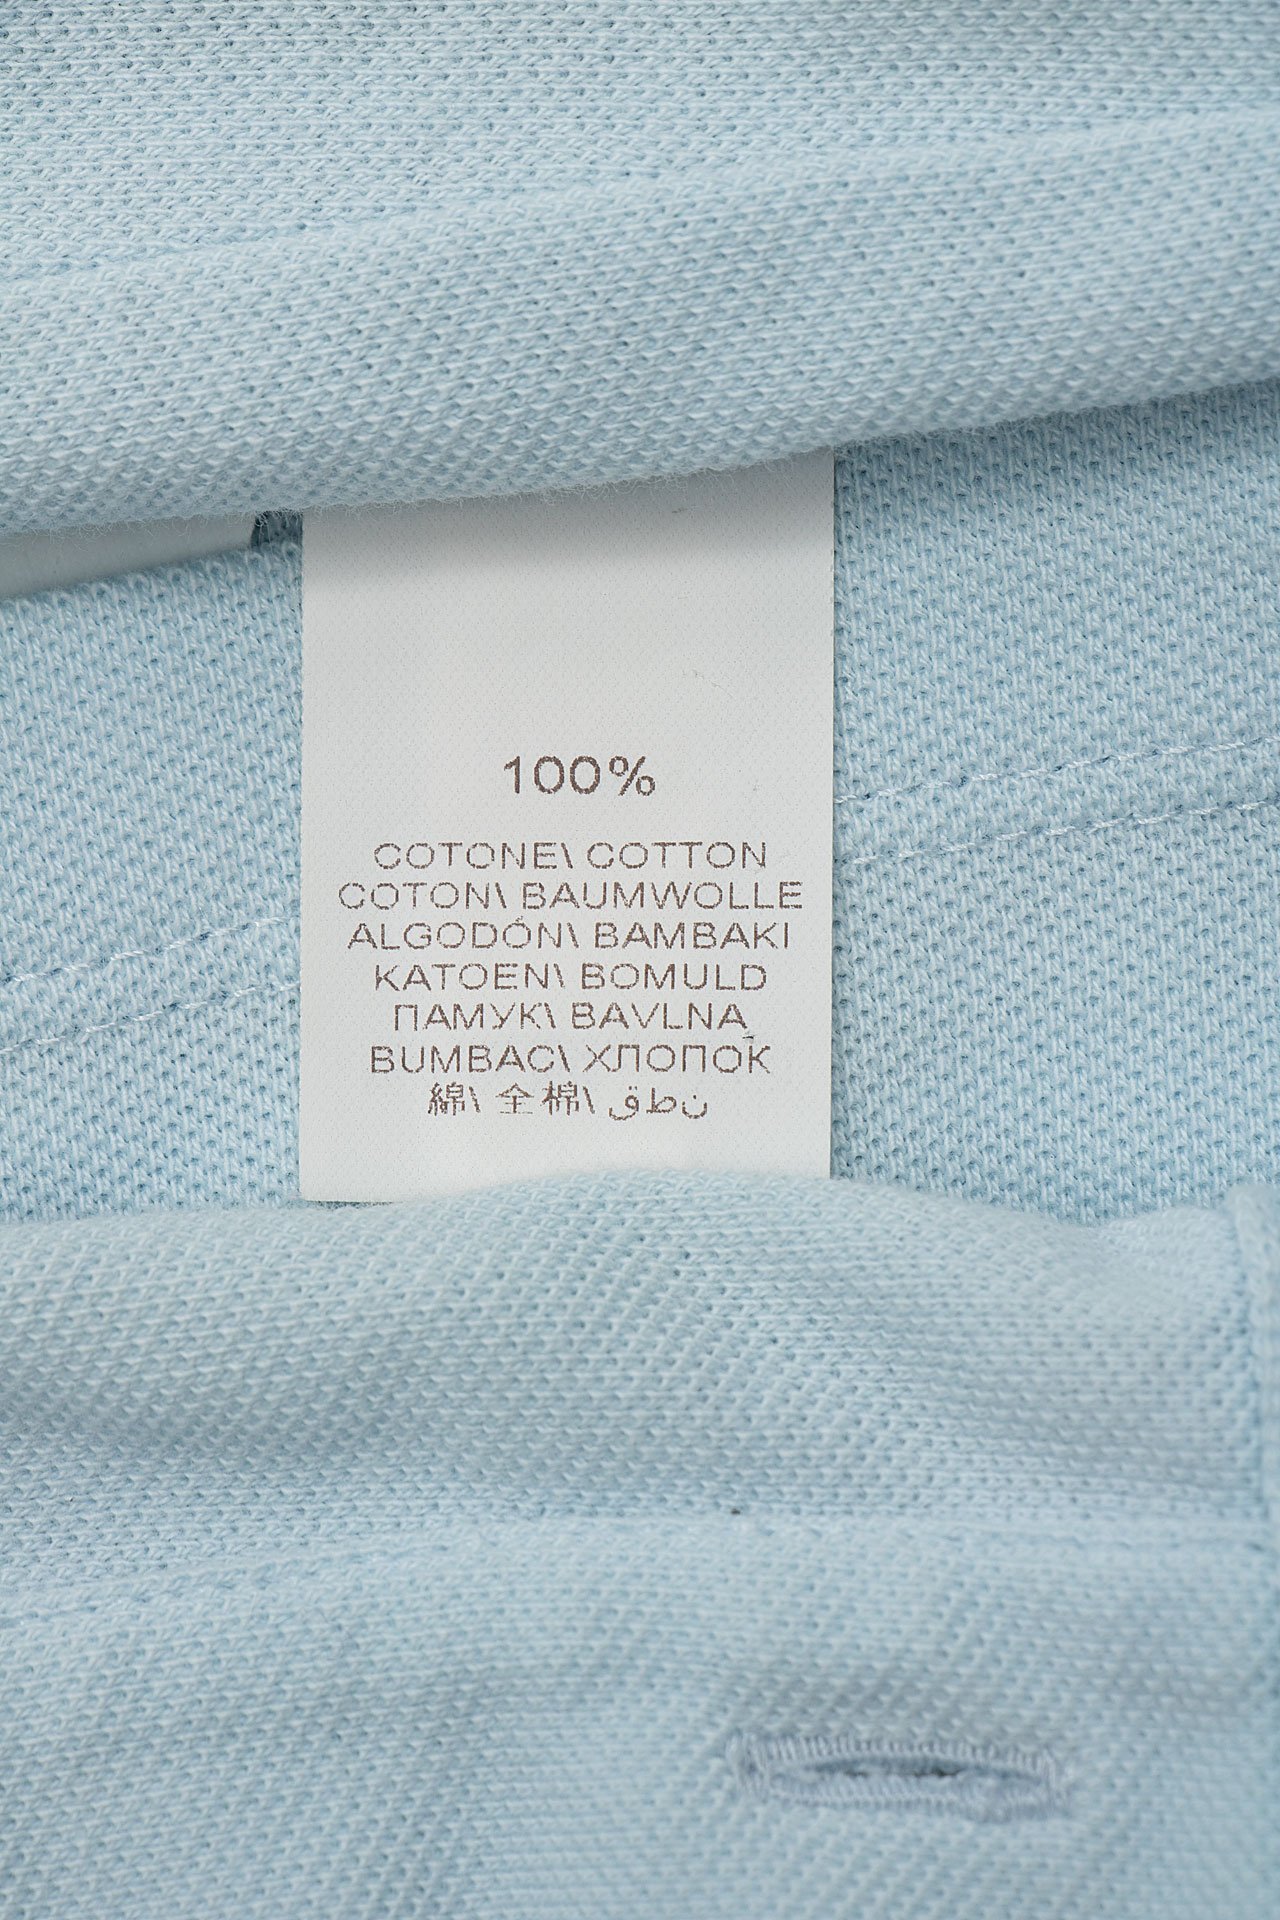 100%
COTONE\ COTTON
COTON\ BAUMWOLLE
ALGODÓN\ BAMBAKI
KATOEN\ BOMULD
ПАМУК\ BAVLNA
BUMBAC\ ХЛОПОК
綿\ 全棉\ قطن